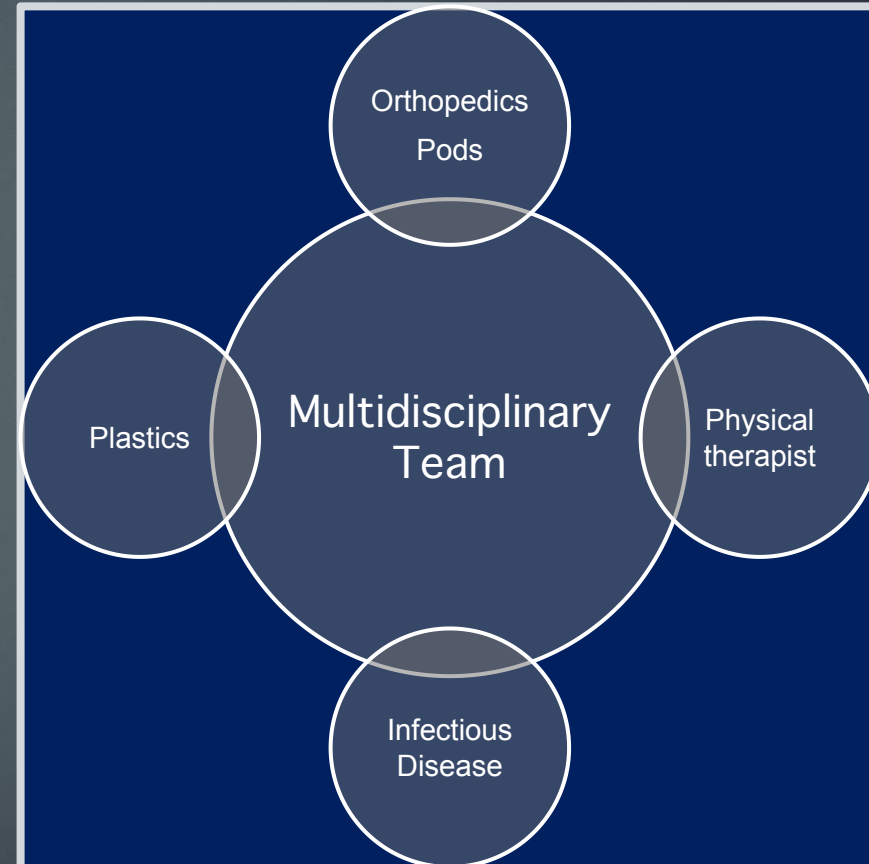 Orthopedics
Pods
Plastics
Multidisciplinary
Team
Physical
therapist
Infectious
Disease